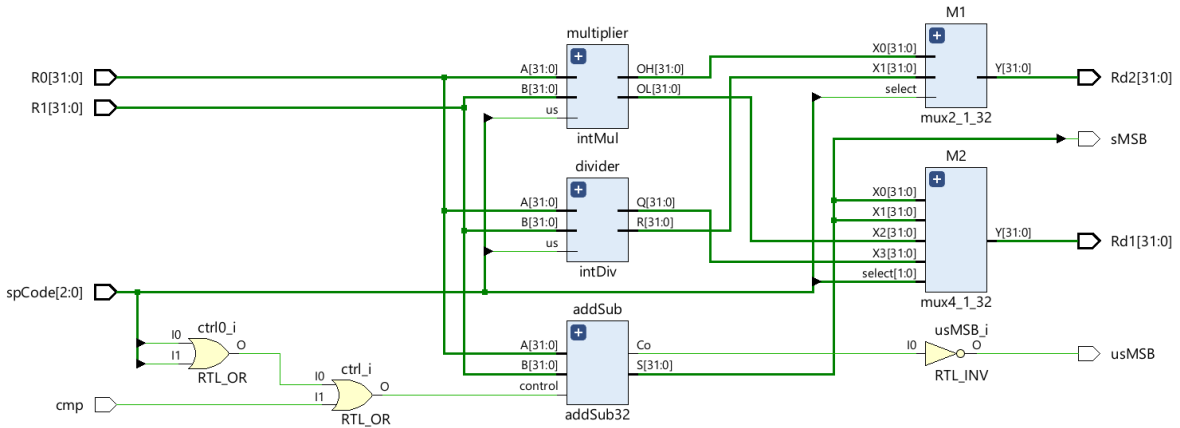 M1
multiplier
X0[31:0]
R0[31:0]
A[31:0]
OH[31:0]
X1[31:0]
Y[31:0]
Rd2[31:0]
B[31:0]
OL[31:0]
select
R1[31:0]
us
mux2_1_32
intMul
sMSB
M2
divider
X0[31:0]
A[31:0]
Q[31:0]
X1[31:0]
B[31:0]
R[31:0]
X2[31:0]
Y[31:0]
Rd1[31:0]
us
X3[31:0]
intDiv
select[1:0]
spCode[2:0]
mux4_1_32
addSub
ctrl0_i
usMSB_i
I0
O
A[31:0]
Co
I0
O
usMSB
I1
ctrl_i
B[31:0]
S[31:0]
RTL_OR
I0
O
control
RTL_INV
cmp
I1
addSub32
RTL_OR